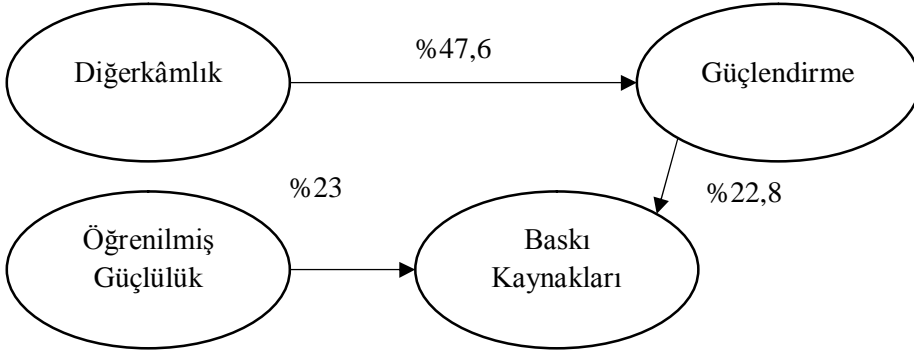 %47,6
Diğerkâmlık
Güçlendirme
%23
%22,8
Öğrenilmiş
Güçlülük
Baskı
Kaynakları